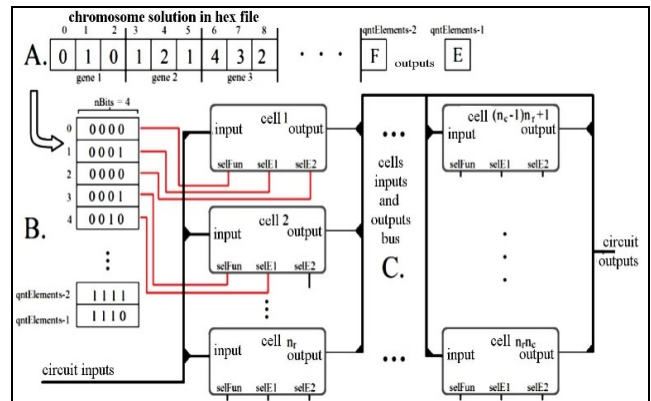 chromosome solution in hex file
0 1 2 3 4 5 6 7 8 qntElements-2 qntElements-1
A. 0 1 0 1 2 1 4 3 2 · · · F outputs E
gene 1 gene 2 gene 3
nBits = 4
0 0000
1 0001
2 0000
3 0001
4 0010
B.
qntElements-2 1111
qntElements-1 1110
circuit inputs
cell 1
input output
selFun selE1 selE2
cell 2
input output
selFun selE1 selE2
cell nr
input output
selFun selE1 selE2
cells
inputs
and
outputs
bus
C.
cell (nc-1)nr+1
input output
selFun selE1 selE2
cell nrnc
input output
selFun selE1 selE2
circuit
outputs